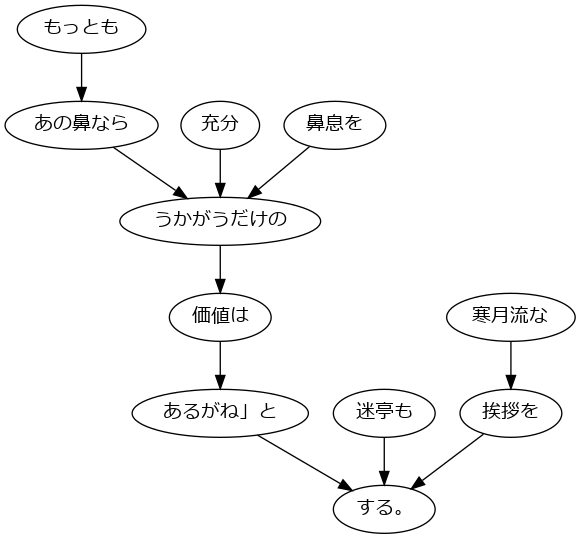 もっとも
あの鼻なら
充分
鼻息を
うかがうだけの
価値は
寒月流な
あるがね」と
迷亭も
挨拶を
する。